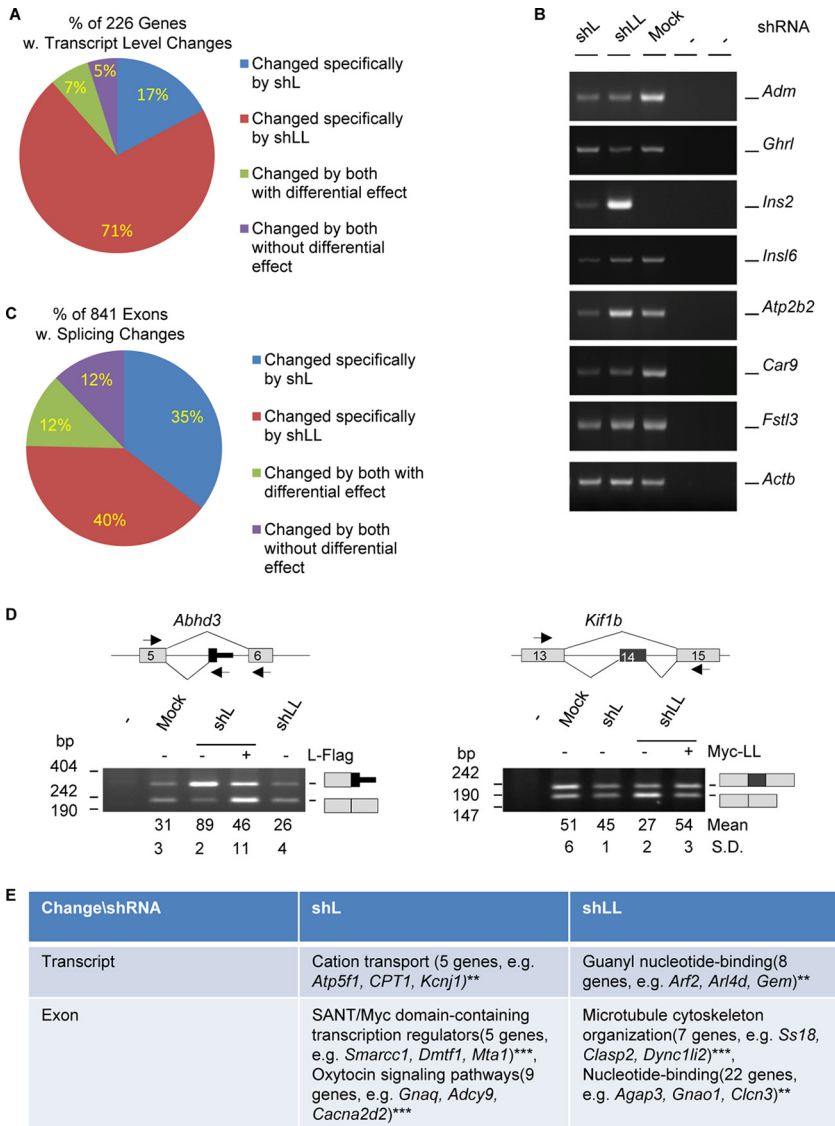 A
% of 226 Genes
w. Transcript Level Changes
5%
7%
17%
71%
Changed specifically
by shL
Changed specifically
by shLL
Changed by both
with differential effect
Changed by both
without differential
effect
B
shL
shLL
Mock
-
-
shRNA
Adm
Ghrl
Ins2
Insl6
Atp2b2
Car9
Fstl3
Actb
C
% of 841 Exons
w. Splicing Changes
12%
12%
35%
40%
Changed specifically
by shL
Changed specifically
by shLL
Changed by both with
differential effect
Changed by both
without differential
effect
D
Abhd3
5
6
-
Mock
shL
shLL
bp
- - + - L-Flag
404
242
190
31 89 46 26
3 2 11 4
Kif1b
13
14
15
-
Mock
shL
shLL
bp
- - - + Myc-LL
242
190
147
51 45 27 54 Mean
6 1 2 3 S.D.
E
Change\shRNA shL shLL
Transcript
Cation transport (5 genes, e.g.
Atp5f1, CPT1, Kcnj1)**
Guanyl nucleotide-binding(8
genes, e.g. Arf2, Arl4d, Gem)**
Exon
SANT/Myc domain-containing
transcription regulators(5 genes,
e.g. Smarcc1, Dmtf1, Mta1)***,
Oxytocin signaling pathways(9
genes, e.g. Gnaq, Adcy9,
Cacna2d2)***
Microtubule cytoskeleton
organization(7 genes, e.g. Ss18,
Clasp2, Dync1li2)***,
Nucleotide-binding(22 genes,
e.g. Agap3, Gnao1, Clcn3)**